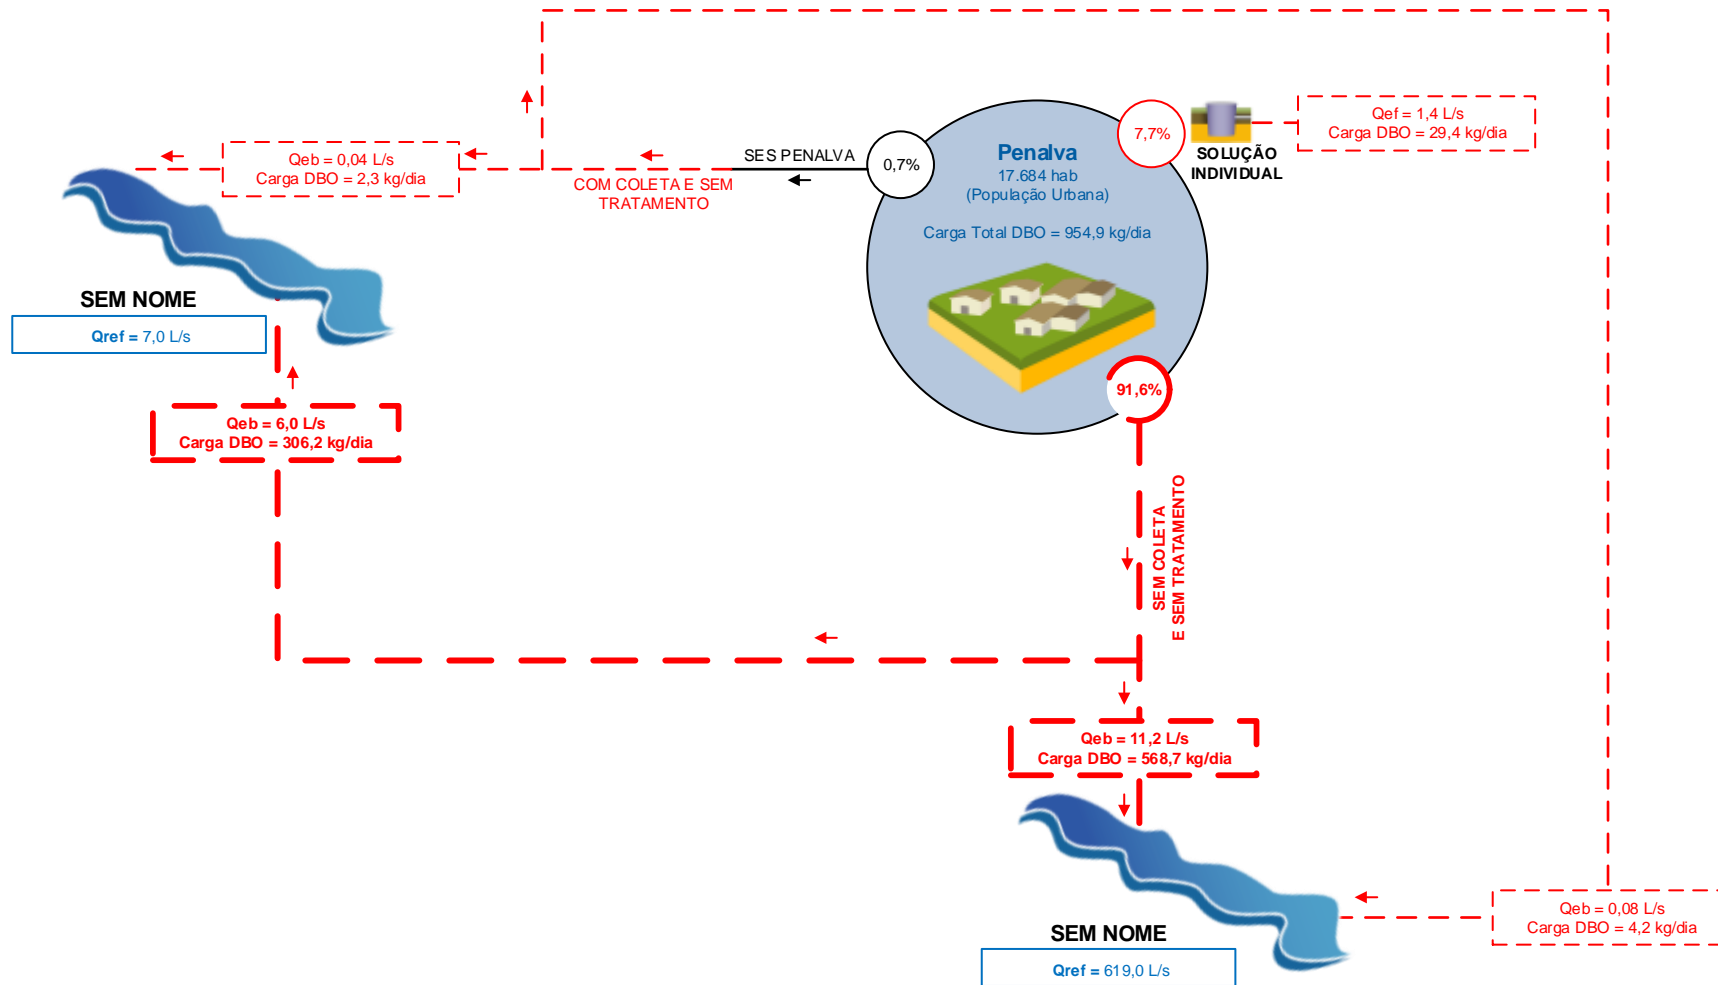 Qef = 1,4 L/s
Carga DBO = 29,4 kg/dia
7,7%
SOLUÇÃO
INDIVIDUAL
Penalva
17.684 hab
(População Urbana)
Carga Total DBO = 954,9 kg/dia
0,7%
SES PENALVA
COM COLETA E SEM
TRATAMENTO
Qeb = 0,04 L/s
Carga DBO = 2,3 kg/dia
SEM NOME
Qref = 7,0 L/s
91,6%
Qeb = 6,0 L/s
Carga DBO = 306,2 kg/dia
SEM COLETA
E SEM TRATAMENTO
Qeb = 11,2 L/s
Carga DBO = 568,7 kg/dia
Qeb = 0,08 L/s
Carga DBO = 4,2 kg/dia
SEM NOME
Qref = 619,0 L/s